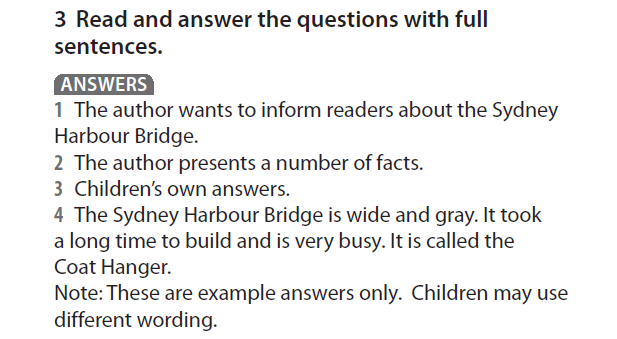 3 Read and answer the questions with full
sentences.
ANSWERS
1 The author wants to inform readers about the Sydney
Harbour Bridge.
2 The author presents a number of facts.
3 Children’s own answers.
4 The Sydney Harbour Bridge is wide and gray. It took
a long time to build and is very busy. It is called the
Coat Hanger.
Note: These are example answers only. Children may use
different wording.